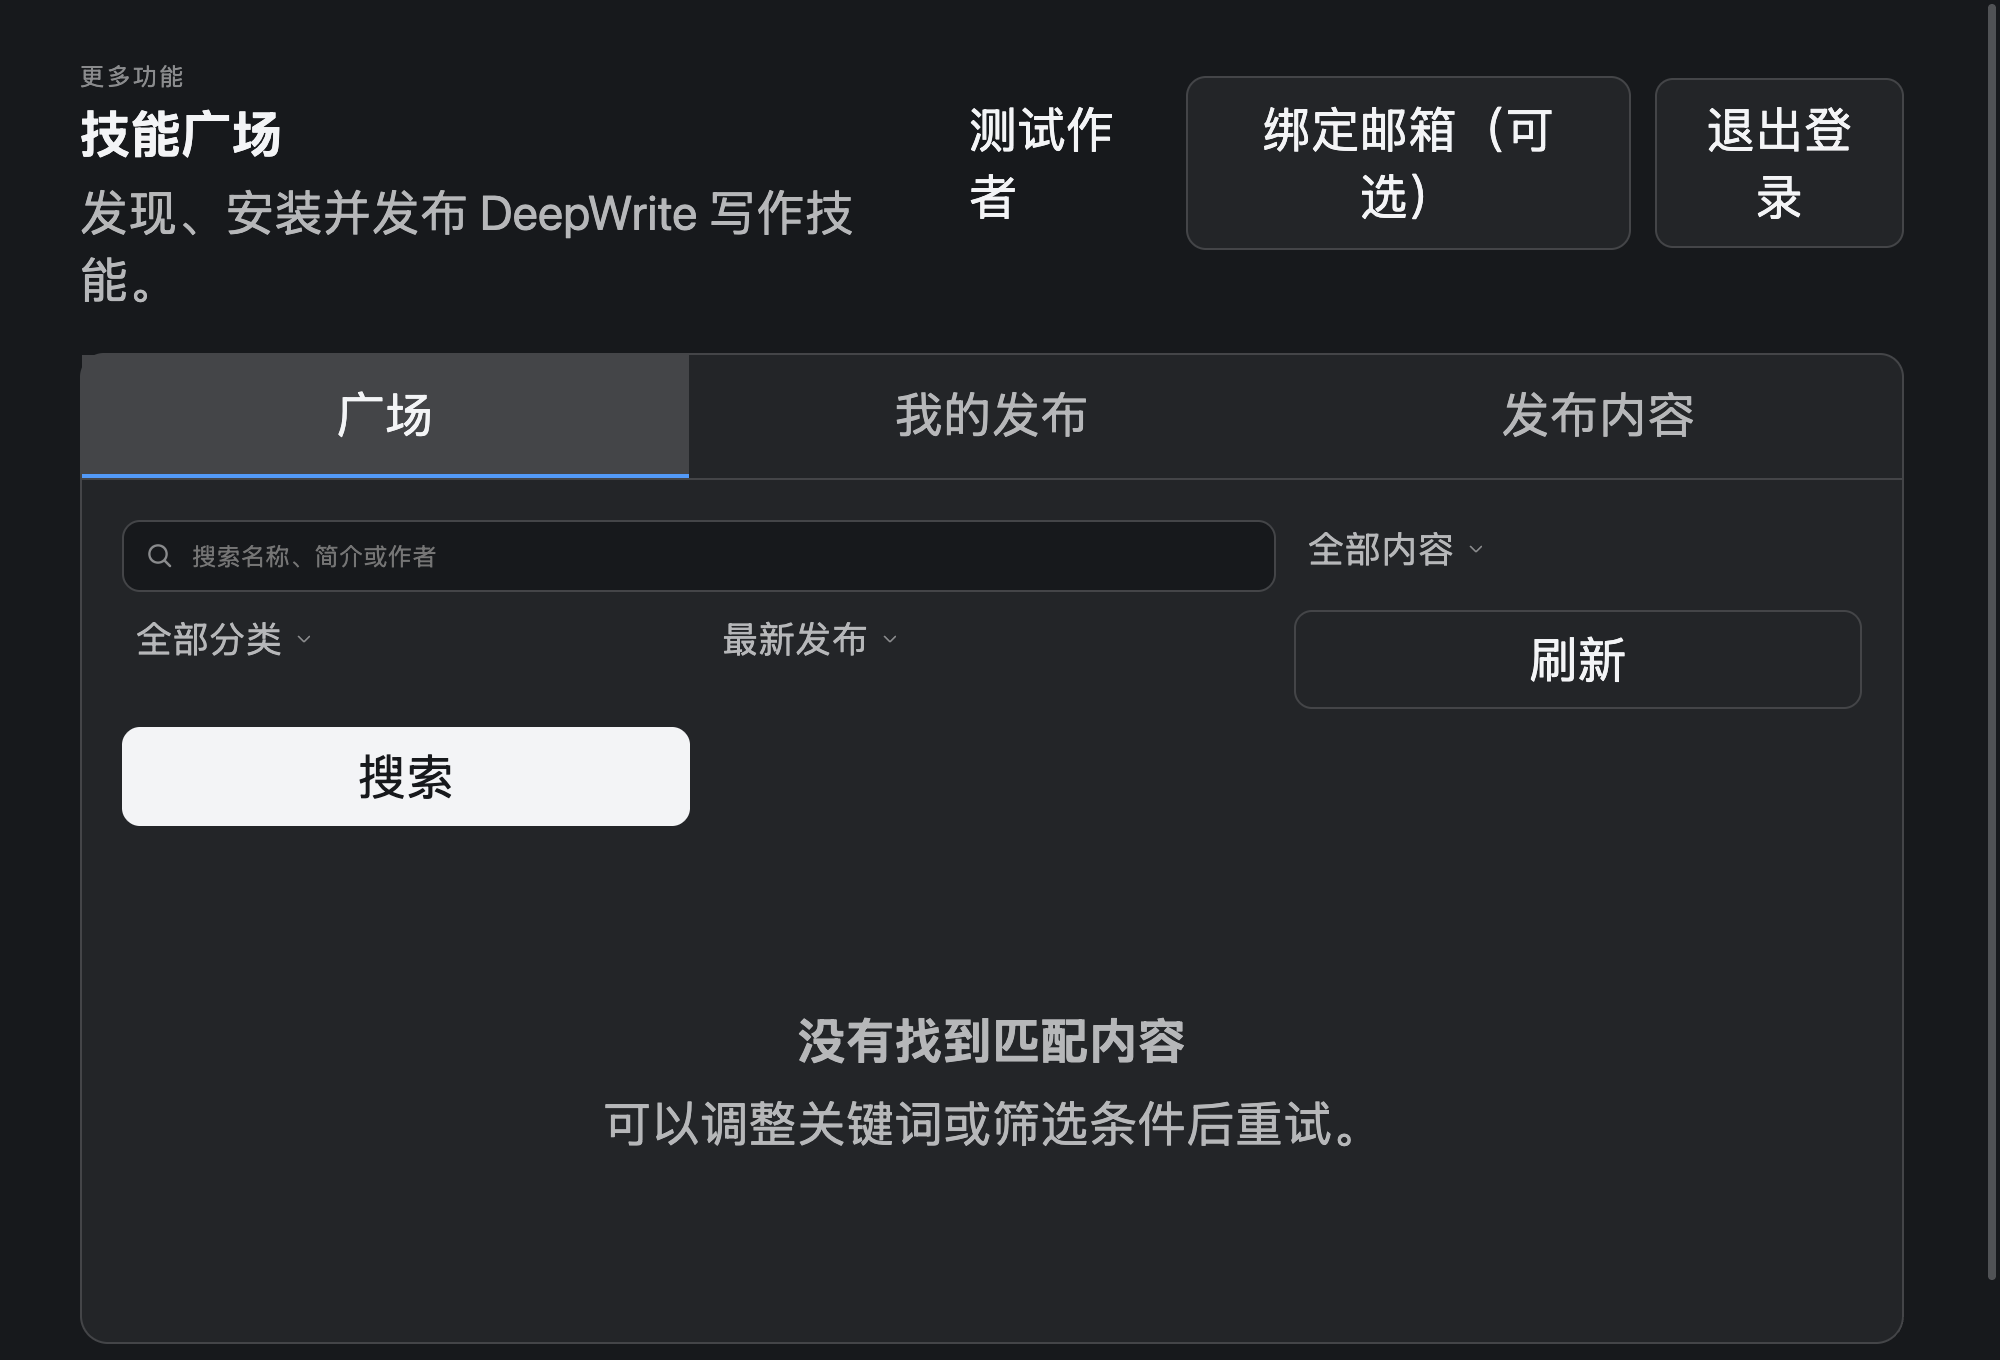 更多功能
技能广场
发现、安装并发布 DeepWrite 写作技
能。
测试作
者
绑定邮箱（可
选）
退出登
录
广场
我的发布
发布内容
搜索名称、简介或作者
全部内容
全部分类
最新发布
刷新
搜索
没有找到匹配内容
可以调整关键词或筛选条件后重试。